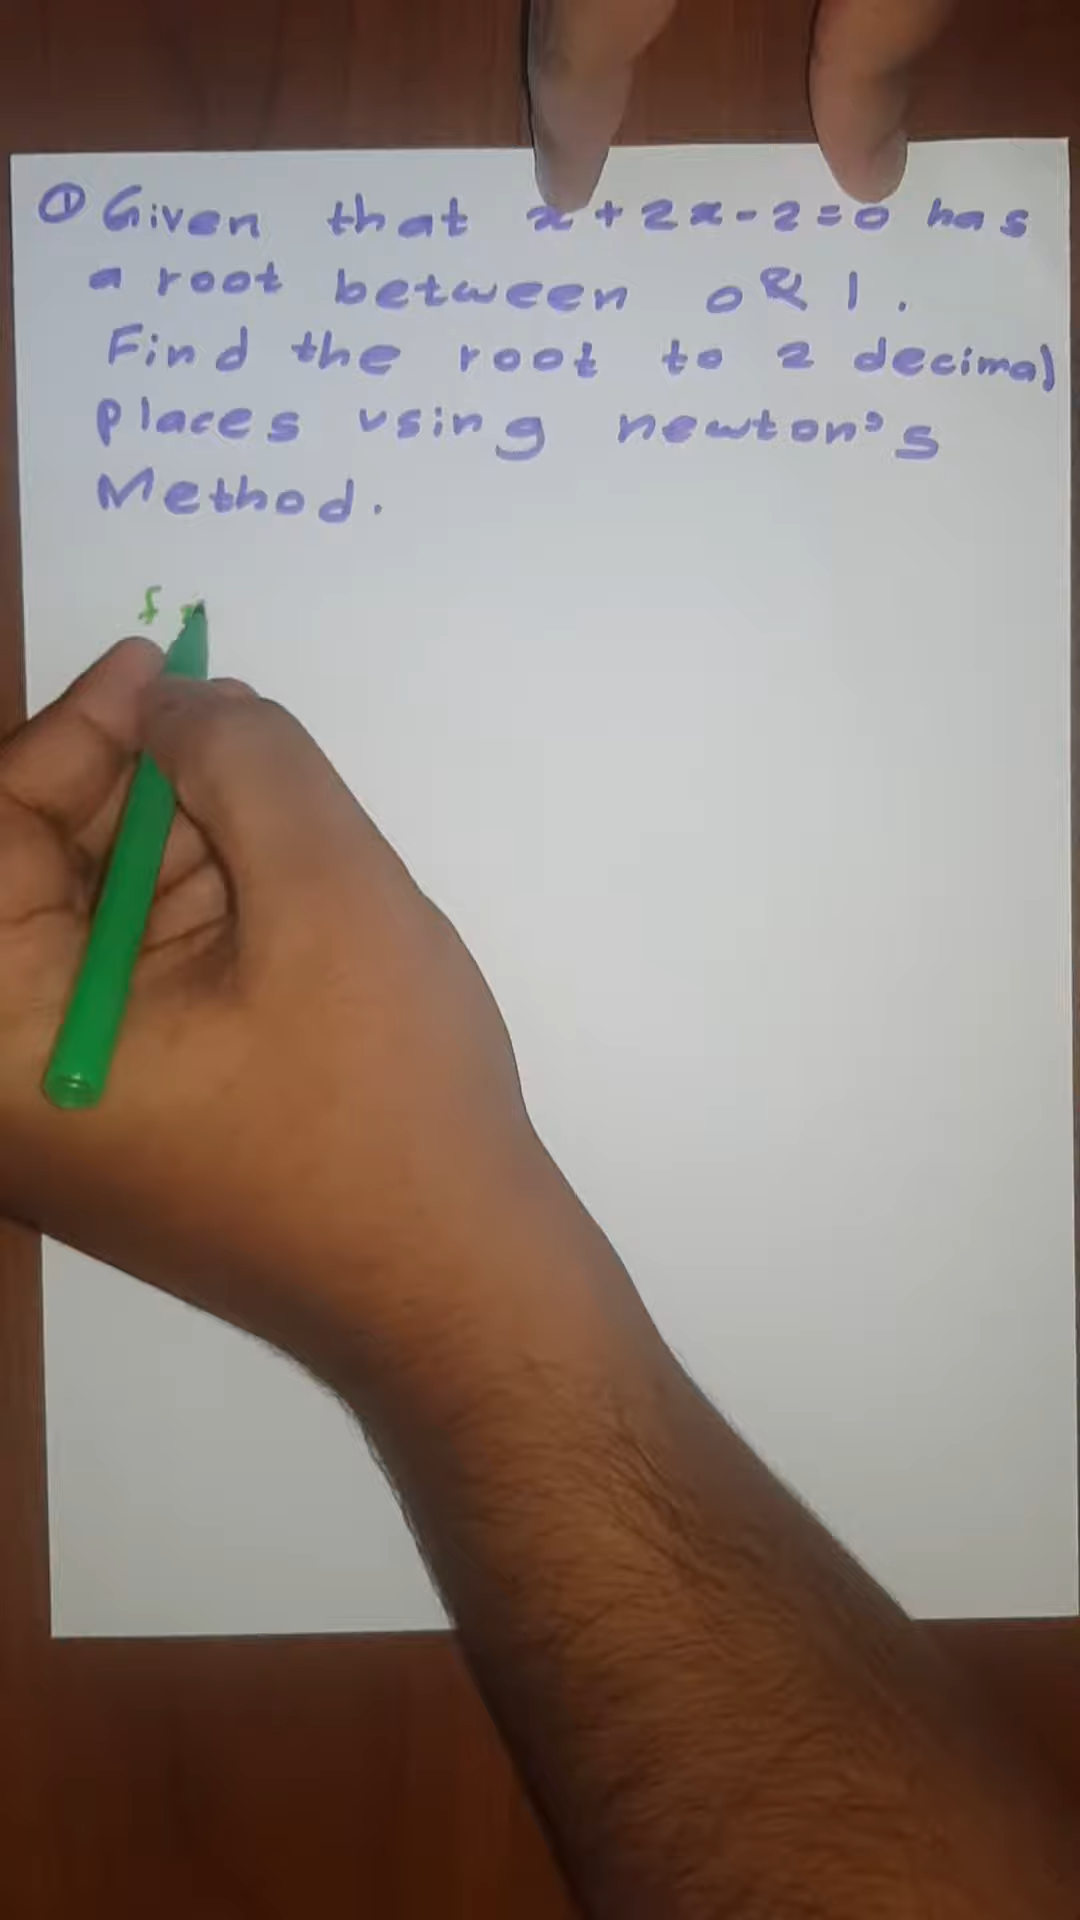 ① Given that x + 2x - 2 = 0 has
a root between 0 & 1 .
Find the root to 2 decimal
places using newton's
Method.
f